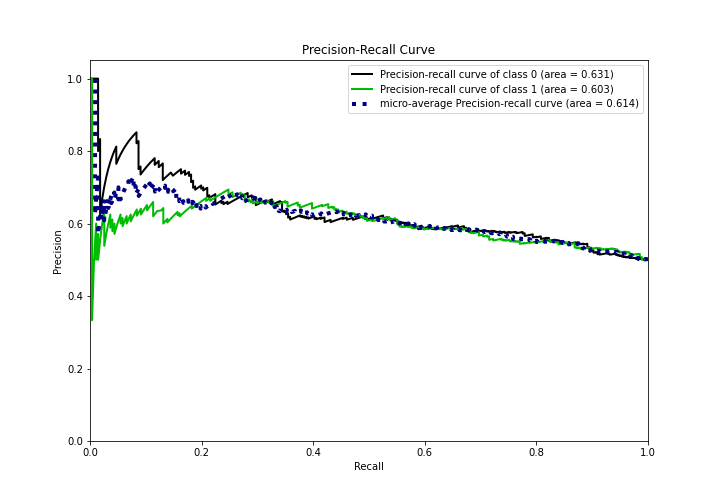 Precision-Recall Curve
Precision-recall curve of class 0 (area = 0.631)
Precision-recall curve of class 1 (area = 0.603)
micro-average Precision-recall curve (area = 0.614)
Precision
1.0
0.8
0.6
0.4
0.2
0.0
0.0 0.2 0.4 0.6 0.8 1.0
Recall